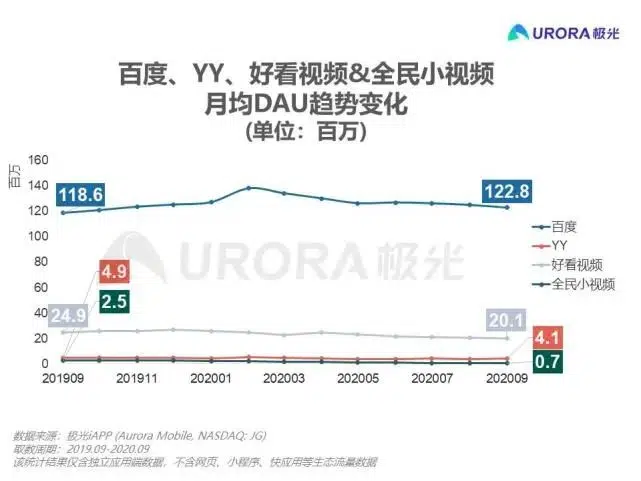 URORA极光
百度、YY、好看视频&全民小视频
月均DAU趋势变化
(单位：百万)
百万
160
140
120
100
80
60
40
20
0
118.6
122.8
4.9
2.5
24.9
20.1
4.1
0.7
URORA极光
百度
YY
好看视频
全民小视频
201909
201911
202001
202003
202005
202007
202009
数据来源：极光iAPP (Aurora Mobile, NASDAQ: JG)
取数周期：2019.09-2020.09
该统计结果仅含独立应用端数据，不含网页、小程序、快应用等生态流量数据